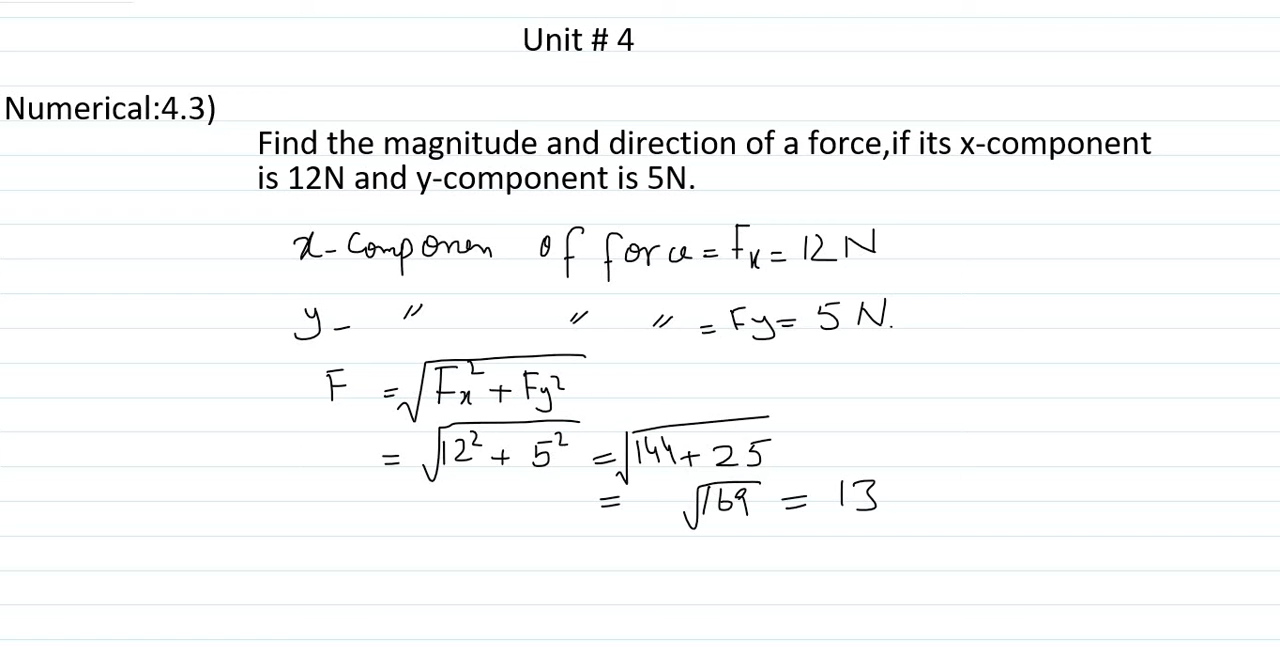 Unit # 4
Numerical:4.3)
Find the magnitude and direction of a force,if its x-component
is 12N and y-component is 5N.
x-Componen of force = Fx = 12 N
y- " " " = Fy = 5 N.
F = √(Fx² + Fy²)
= √(12² + 5²) = √(144 + 25)
= √169 = 13